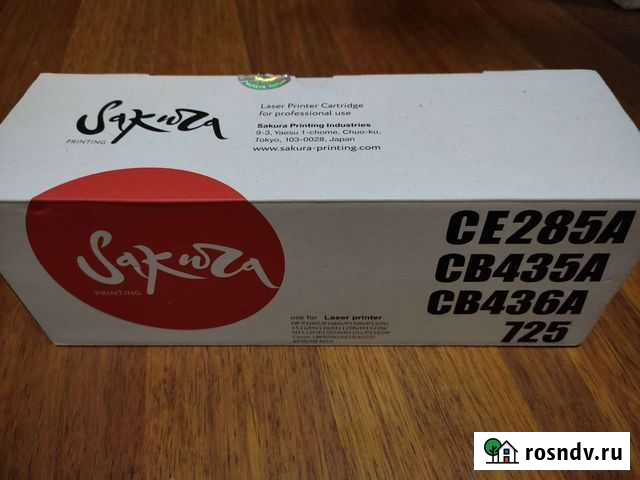 Sakura
PRINTING
Laser Printer Cartridge
for professional use
Sakura Printing Industries
9-3, Yaesu 1-chome, Chuo-ku,
Tokyo, 103-0028, Japan
www.sakura-printing.com
Sakura
PRINTING
CE285A
CB435A
CB436A
725
use for Laser printer
rosndv.ru